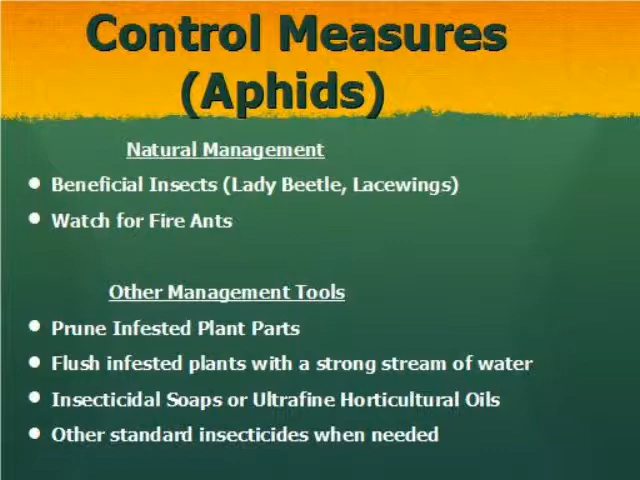 Control Measures
(Aphids)
Natural Management
Beneficial Insects (Lady Beetle, Lacewings)
Watch for Fire Ants
Other Management Tools
Prune Infested Plant Parts
Flush infested plants with a strong stream of water
Insecticidal Soaps or Ultrafine Horticultural Oils
Other standard insecticides when needed